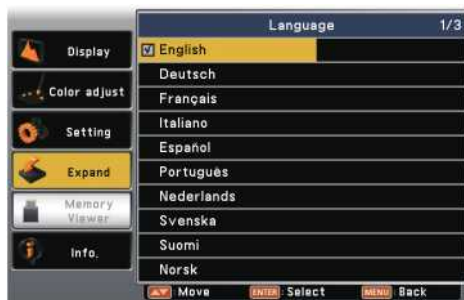 Language 1/3
Display
Color adjust
Setting
Expand
Memory
Viewer
Info.
English
Deutsch
Français
Italiano
Español
Português
Nederlands
Svenska
Suomi
Norsk
Move ENTER :Select MENU :Back